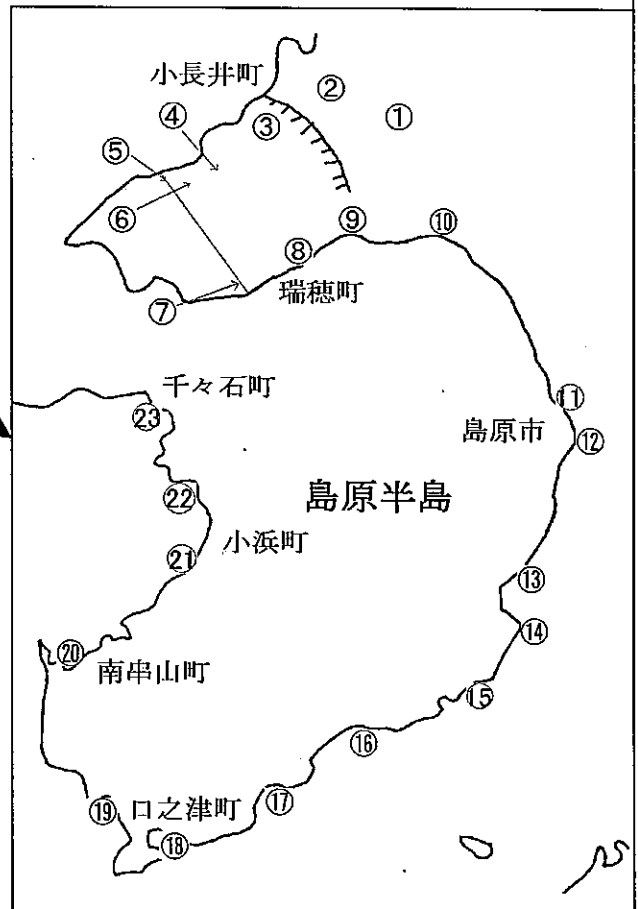 小長井町
②
①
④
③
⑤
⑥
⑨
⑩
⑧
瑞穂町
⑦
千々石町
㉓
⑪
島原市
⑫
島原半島
㉒
小浜町
㉑
⑬
⑭
⑳
南串山町
⑮
⑯
⑲
口之津町
⑰
⑱